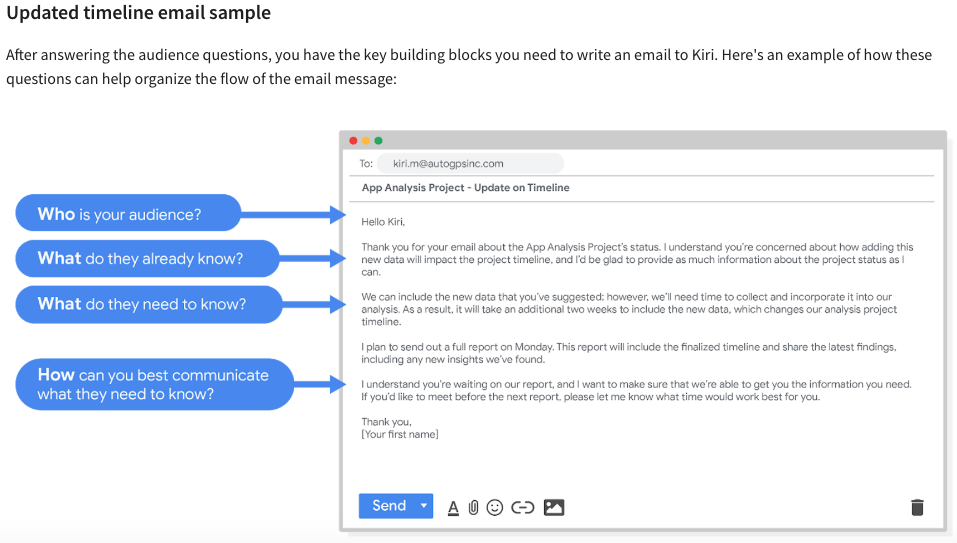 Updated timeline email sample
After answering the audience questions, you have the key building blocks you need to write an email to Kiri. Here's an example of how these
questions can help organize the flow of the email message:
To: kiri.m@autogpsinc.com
App Analysis Project - Update on Timeline
Who is your audience?
Hello Kiri,
What do they already know?
Thank you for your email about the App Analysis Project's status. I understand you're concerned about how adding this
new data will impact the project timeline, and I'd be glad to provide as much information about the project status as I
can.
What do they need to know?
We can include the new data that you've suggested; however, we'll need time to collect and incorporate it into our
analysis. As a result, it will take an additional two weeks to include the new data, which changes our analysis project
timeline.
I plan to send out a full report on Monday. This report will include the finalized timeline and share the latest findings,
including any new insights we've found.
How can you best communicate
what they need to know?
I understand you're waiting on our report, and I want to make sure that we're able to get you the information you need.
If you'd like to meet before the next report, please let me know what time would work best for you.
Thank you,
[Your first name]
Send
A